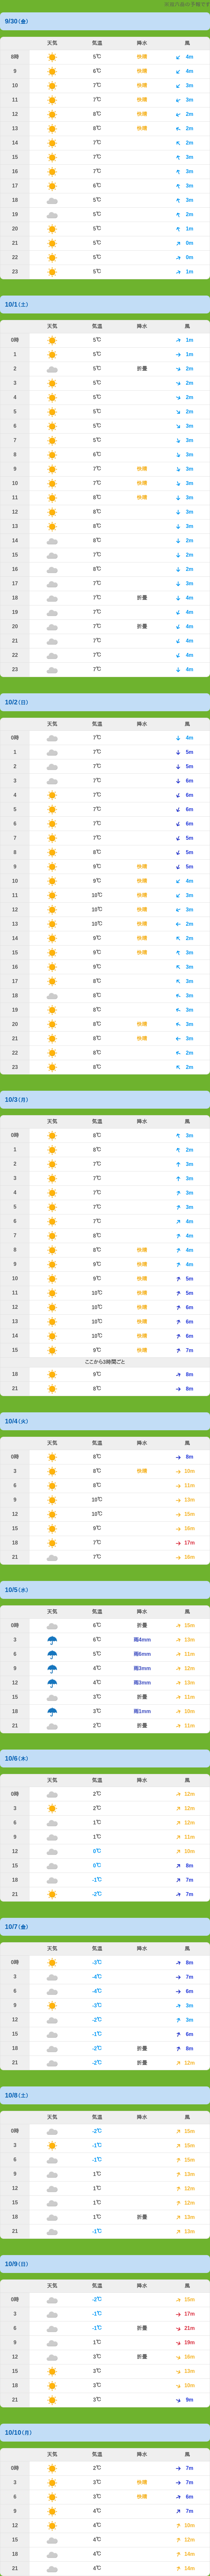 9/30(金)
天気 気温 降水 風
8時 5℃ 快晴 4m
9 6℃ 快晴 4m
10 7℃ 快晴 3m
11 7℃ 快晴 3m
12 8℃ 快晴 2m
13 8℃ 快晴 2m
14 7℃ 2m
15 7℃ 3m
16 7℃ 3m
17 6℃ 3m
18 5℃ 3m
19 5℃ 2m
20 5℃ 1m
21 5℃ 0m
22 5℃ 0m
23 5℃ 1m
10/1(土)
天気 気温 降水 風
0時 5℃ 1m
1 5℃ 1m
2 5℃ 折畳 2m
3 5℃ 2m
4 5℃ 2m
5 5℃ 2m
6 5℃ 3m
7 5℃ 3m
8 6℃ 3m
9 7℃ 快晴 3m
10 7℃ 快晴 3m
11 8℃ 快晴 3m
12 8℃ 3m
13 8℃ 3m
14 8℃ 2m
15 7℃ 2m
16 8℃ 2m
17 7℃ 3m
18 7℃ 折畳 4m
19 7℃ 4m
20 7℃ 折畳 4m
21 7℃ 4m
22 7℃ 4m
23 7℃ 4m
10/2(日)
天気 気温 降水 風
0時 7℃ 4m
1 7℃ 5m
2 7℃ 5m
3 7℃ 6m
4 7℃ 6m
5 7℃ 6m
6 7℃ 6m
7 7℃ 5m
8 8℃ 5m
9 9℃ 快晴 5m
10 9℃ 快晴 4m
11 10℃ 快晴 3m
12 10℃ 快晴 3m
13 10℃ 快晴 2m
14 9℃ 快晴 2m
15 9℃ 快晴 3m
16 9℃ 3m
17 8℃ 3m
18 8℃ 3m
19 8℃ 3m
20 8℃ 快晴 3m
21 8℃ 快晴 3m
22 8℃ 2m
23 8℃ 2m
10/3(月)
天気 気温 降水 風
0時 8℃ 3m
1 8℃ 2m
2 7℃ 3m
3 7℃ 3m
4 7℃ 3m
5 7℃ 3m
6 7℃ 4m
7 8℃ 4m
8 8℃ 快晴 4m
9 9℃ 快晴 4m
10 9℃ 快晴 5m
11 10℃ 快晴 5m
12 10℃ 快晴 6m
13 10℃ 快晴 6m
14 10℃ 快晴 6m
15 9℃ 快晴 7m
ここから3時間ごと
18 9℃ 8m
21 8℃ 8m
10/4(火)
天気 気温 降水 風
0時 8℃ 8m
3 8℃ 快晴 10m
6 8℃ 11m
9 10℃ 13m
12 10℃ 15m
15 9℃ 16m
18 7℃ 17m
21 7℃ 16m
10/5(水)
天気 気温 降水 風
0時 6℃ 折畳 15m
3 6℃ 雨4mm 13m
6 5℃ 雨6mm 11m
9 4℃ 雨3mm 12m
12 4℃ 雨3mm 13m
15 3℃ 折畳 11m
18 3℃ 雨1mm 10m
21 2℃ 折畳 11m
10/6(木)
天気 気温 降水 風
0時 2℃ 12m
3 2℃ 12m
6 1℃ 12m
9 1℃ 11m
12 0℃ 10m
15 0℃ 8m
18 -1℃ 7m
21 -2℃ 7m
10/7(金)
天気 気温 降水 風
0時 -3℃ 8m
3 -4℃ 7m
6 -4℃ 6m
9 -3℃ 3m
12 -2℃ 3m
15 -1℃ 6m
18 -2℃ 折畳 8m
21 -2℃ 折畳 12m
10/8(土)
天気 気温 降水 風
0時 -2℃ 15m
3 -1℃ 15m
6 -1℃ 15m
9 1℃ 13m
12 1℃ 12m
15 1℃ 12m
18 1℃ 折畳 13m
21 -1℃ 13m
10/9(日)
天気 気温 降水 風
0時 -2℃ 15m
3 -1℃ 17m
6 -1℃ 折畳 21m
9 1℃ 19m
12 3℃ 折畳 16m
15 3℃ 13m
18 3℃ 10m
21 3℃ 9m
10/10(月)
天気 気温 降水 風
0時 2℃ 7m
3 3℃ 快晴 7m
6 3℃ 快晴 6m
9 4℃ 7m
12 4℃ 10m
15 4℃ 12m
18 4℃ 14m
21 4℃ 14m